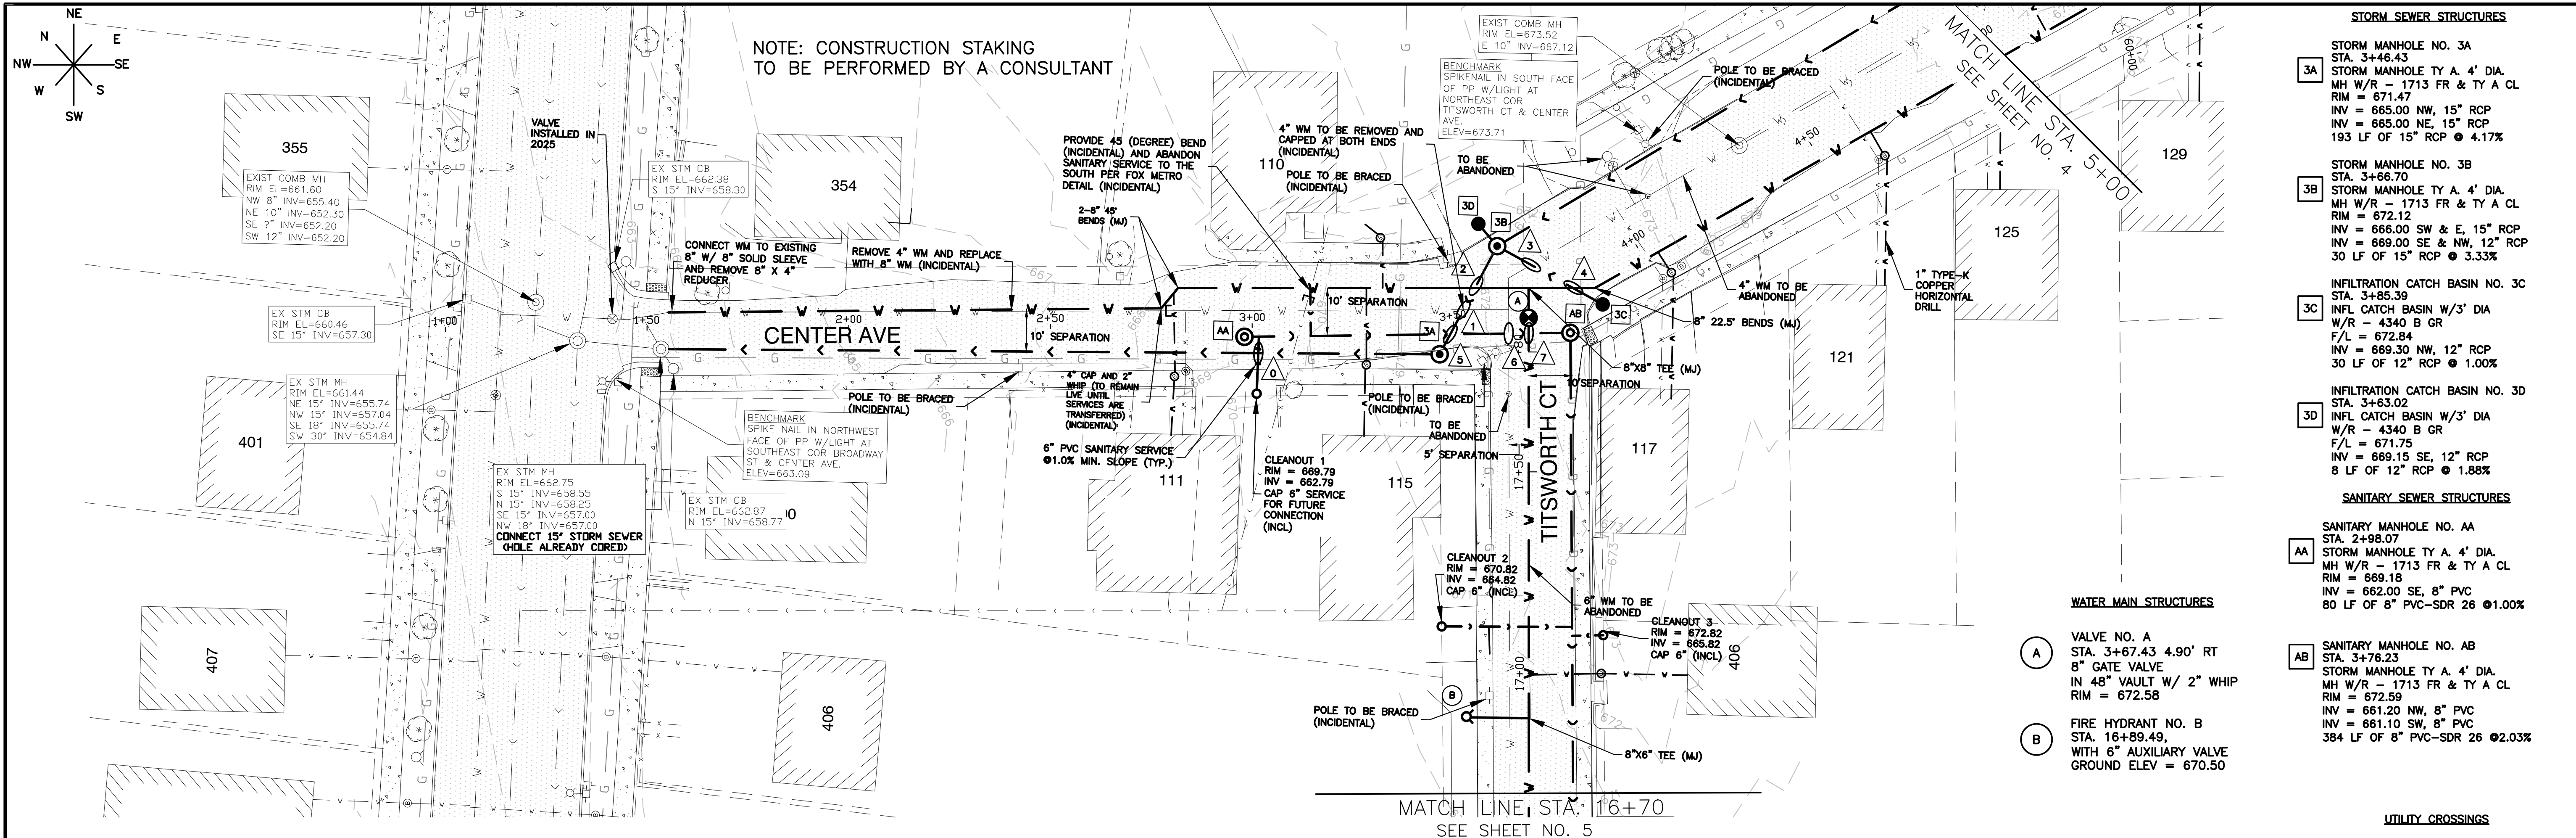 NE
N
E
NW
SE
W
S
SW
NOTE: CONSTRUCTION STAKING
TO BE PERFORMED BY A CONSULTANT
355
EXIST COMB MH
RIM EL=661.60
NW 8" INV=655.40
NE 10" INV=652.30
SE ?" INV=652.20
SW 12" INV=652.20
VALVE
INSTALLED IN
2025
EX STM CB
RIM EL=662.38
S 15" INV=658.30
354
EX STM CB
RIM EL=660.46
SE 15" INV=657.30
CONNECT WM TO EXISTING
8" W/ 8" SOLID SLEEVE
AND REMOVE 8" X 4"
REDUCER
REMOVE 4" WM AND REPLACE
WITH 8" WM (INCIDENTAL)
2-8" 45°
BENDS (MJ)
PROVIDE 45 (DEGREE) BEND
(INCIDENTAL) AND ABANDON
SANITARY SERVICE TO THE
SOUTH PER FOX METRO
DETAIL (INCIDENTAL)
110
4" WM TO BE REMOVED AND
CAPPED AT BOTH ENDS
(INCIDENTAL)
POLE TO BE BRACED
(INCIDENTAL)
EXIST COMB MH
RIM EL=673.52
E 10" INV=667.12
BENCHMARK
SPIKENAIL IN SOUTH FACE
OF PP W/LIGHT AT
NORTHEAST COR
TITSWORTH CT & CENTER
AVE.
ELEV=673.71
POLE TO BE BRACED
(INCIDENTAL)
TO BE
ABANDONED
MATCH LINE STA. 5+00
SEE SHEET NO. 4
60+00
129
125
121
117
4+50
4+00
4" WM TO BE
ABANDONED
1" TYPE-K
COPPER
HORIZONTAL
DRILL
8" 22.5° BENDS (MJ)
8"X8" TEE (MJ)
10' SEPARATION
3D
3B
3
2
4
A
AB
3C
3A
1
5
6
7
AA
0
1+00
1+50
2+00
2+50
3+00
3+50
CENTER AVE
10' SEPARATION
10' SEPARATION
663
667
666
EX STM MH
RIM EL=661.44
NE 15" INV=655.74
NW 15" INV=657.04
SE 18" INV=655.74
SW 30" INV=654.84
401
EX STM MH
RIM EL=662.75
S 15" INV=658.55
N 15" INV=658.25
SE 15" INV=657.00
NW 18" INV=657.00
CONNECT 15" STORM SEWER
(HOLE ALREADY CORED)
EX STM CB
RIM EL=662.87
N 15" INV=658.77
BENCHMARK
SPIKE NAIL IN NORTHWEST
FACE OF PP W/LIGHT AT
SOUTHEAST COR BROADWAY
ST & CENTER AVE.
ELEV=663.09
POLE TO BE BRACED
(INCIDENTAL)
4" CAP AND 2"
WHIP (TO REMAIN
LIVE UNTIL
SERVICES ARE
TRANSFERRED)
(INCIDENTAL)
6" PVC SANITARY SERVICE
@1.0% MIN. SLOPE (TYP.)
111
CLEANOUT 1
RIM = 669.79
INV = 662.79
CAP 6" SERVICE
FOR FUTURE
CONNECTION
(INCL)
115
POLE TO BE BRACED
(INCIDENTAL)
TO BE
ABANDONED
5' SEPARATION
17+50
TITSWORTH CT
CLEANOUT 2
RIM = 670.82
INV = 664.82
CAP 6" (INCL)
6" WM TO BE
ABANDONED
CLEANOUT 3
RIM = 672.82
INV = 665.82
CAP 6" (INCL)
406
17+00
B
POLE TO BE BRACED
(INCIDENTAL)
8"X6" TEE (MJ)
407
406
MATCH LINE STA. 16+70
SEE SHEET NO. 5
WATER MAIN STRUCTURES
A
VALVE NO. A
STA. 3+67.43 4.90' RT
8" GATE VALVE
IN 48" VAULT W/ 2" WHIP
RIM = 672.58
B
FIRE HYDRANT NO. B
STA. 16+89.49,
WITH 6" AUXILIARY VALVE
GROUND ELEV = 670.50
STORM SEWER STRUCTURES
3A
STORM MANHOLE NO. 3A
STA. 3+46.43
STORM MANHOLE TY A. 4' DIA.
MH W/R - 1713 FR & TY A CL
RIM = 671.47
INV = 665.00 NW, 15" RCP
INV = 665.00 NE, 15" RCP
193 LF OF 15" RCP @ 4.17%
3B
STORM MANHOLE NO. 3B
STA. 3+66.70
STORM MANHOLE TY A. 4' DIA.
MH W/R - 1713 FR & TY A CL
RIM = 672.12
INV = 666.00 SW & E, 15" RCP
INV = 669.00 SE & NW, 12" RCP
30 LF OF 15" RCP @ 3.33%
3C
INFILTRATION CATCH BASIN NO. 3C
STA. 3+85.39
INFL CATCH BASIN W/3' DIA
W/R - 4340 B GR
F/L = 672.84
INV = 669.30 NW, 12" RCP
30 LF OF 12" RCP @ 1.00%
3D
INFILTRATION CATCH BASIN NO. 3D
STA. 3+63.02
INFL CATCH BASIN W/3' DIA
W/R - 4340 B GR
F/L = 671.75
INV = 669.15 SE, 12" RCP
8 LF OF 12" RCP @ 1.88%
SANITARY SEWER STRUCTURES
AA
SANITARY MANHOLE NO. AA
STA. 2+98.07
STORM MANHOLE TY A. 4' DIA.
MH W/R - 1713 FR & TY A CL
RIM = 669.18
INV = 662.00 SE, 8" PVC
80 LF OF 8" PVC-SDR 26 @1.00%
AB
SANITARY MANHOLE NO. AB
STA. 3+76.23
STORM MANHOLE TY A. 4' DIA.
MH W/R - 1713 FR & TY A CL
RIM = 672.59
INV = 661.20 NW, 8" PVC
INV = 661.10 SW, 8" PVC
384 LF OF 8" PVC-SDR 26 @2.03%
UTILITY CROSSINGS